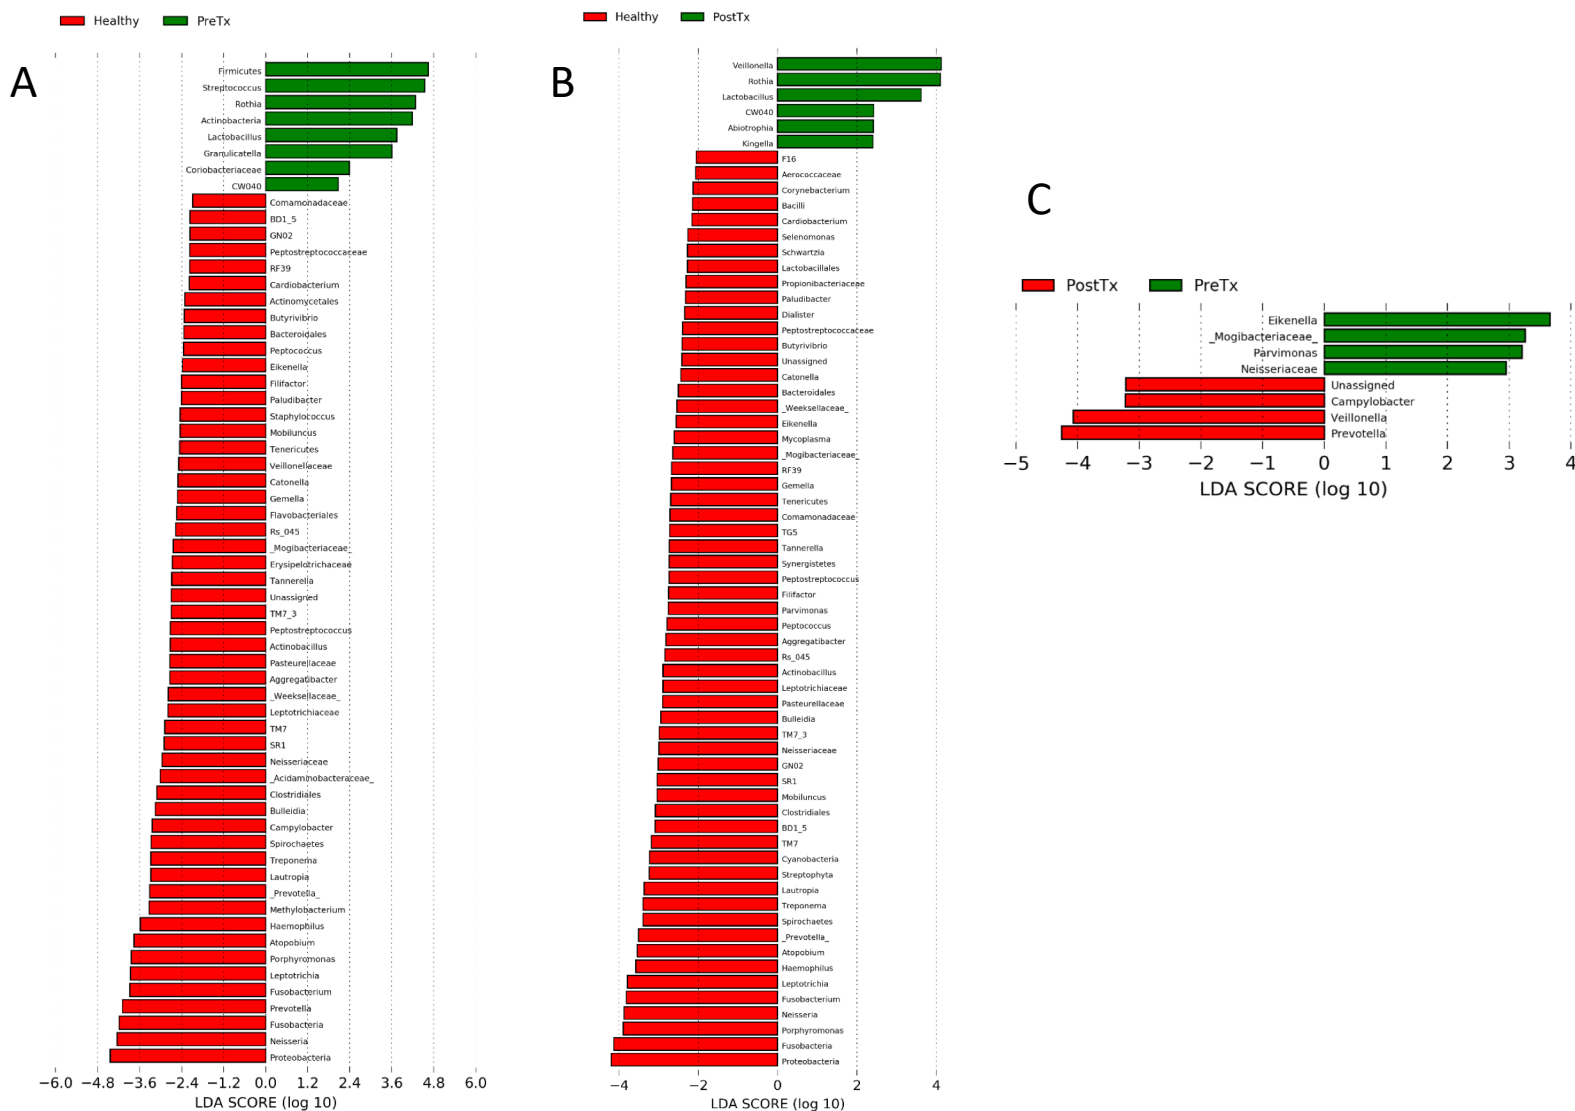 Healthy PreTx
A
Firmicutes
Streptococcus
Rothia
Actinobacteria
Lactobacillus
Granulicatella
Coriobacteriaceae
CW040
Comamonadaceae
BD1_5
GN02
Peptostreptococcaceae
RF39
Cardiobacterium
Actinomycetales
Butyrivibrio
Bacteroidales
Peptococcus
Eikenella
Filifactor
Paludibacter
Staphylococcus
Mobiluncus
Tenericutes
Veillonellaceae
Catonella
Gemella
Flavobacteriales
Rs_045
_Mogibacteriaceae_
Erysipelotrichaceae
Tannerella
Unassigned
TM7_3
Peptostreptococcus
Actinobacillus
Pasteurellaceae
Aggregatibacter
_Weeksellaceae_
Leptotrichiaceae
TM7
SR1
Neisseriaceae
_Acidaminobacteraceae_
Clostridiales
Bulleidia
Campylobacter
Spirochaetes
Treponema
Lautropia
_Prevotella_
Methylobacterium
Haemophilus
Atopobium
Porphyromonas
Leptotrichia
Fusobacterium
Prevotella
Fusobacteria
Neisseria
Proteobacteria
−6.0 −4.8 −3.6 −2.4 −1.2 0.0 1.2 2.4 3.6 4.8 6.0
LDA SCORE (log 10)
Healthy PostTx
B
Veillonella
Rothia
Lactobacillus
CW040
Abiotrophia
Kingella
F16
Aerococcaceae
Corynebacterium
Bacilli
Cardiobacterium
Selenomonas
Schwartzia
Lactobacillales
Propionibacteriaceae
Paludibacter
Dialister
Peptostreptococcaceae
Butyrivibrio
Unassigned
Catonella
Bacteroidales
_Weeksellaceae_
Eikenella
Mycoplasma
_Mogibacteriaceae_
RF39
Gemella
Tenericutes
Comamonadaceae
TG5
Tannerella
Synergistetes
Peptostreptococcus
Filifactor
Parvimonas
Peptococcus
Aggregatibacter
Rs_045
Actinobacillus
Leptotrichiaceae
Pasteurellaceae
Bulleidia
TM7_3
Neisseriaceae
GN02
SR1
Mobiluncus
Clostridiales
BD1_5
TM7
Cyanobacteria
Streptophyta
Lautropia
Treponema
Spirochaetes
_Prevotella_
Atopobium
Haemophilus
Leptotrichia
Fusobacterium
Neisseria
Porphyromonas
Fusobacteria
Proteobacteria
−4 −2 0 2 4
LDA SCORE (log 10)
C
PostTx PreTx
Eikenella
_Mogibacteriaceae_
Parvimonas
Neisseriaceae
Unassigned
Campylobacter
Veillonella
Prevotella
−5 −4 −3 −2 −1 0 1 2 3 4
LDA SCORE (log 10)